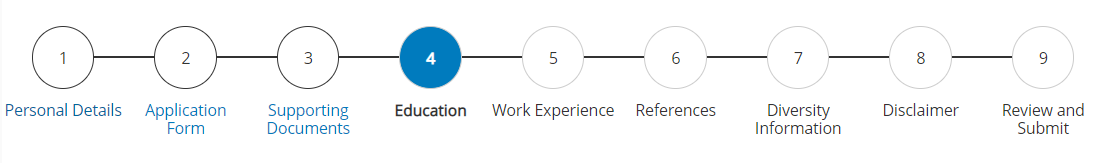 1 2 3 4 5 6 7 8 9
Personal Details Application Supporting Education Work Experience References Diversity Disclaimer Review and
Form Documents Information Submit